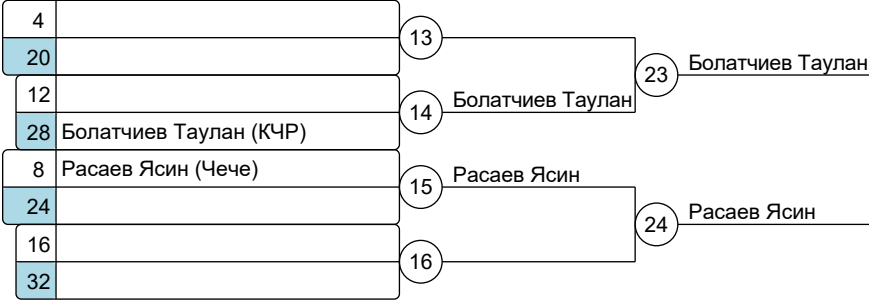 4
13
20
23 Болатчиев Таулан
12
14 Болатчиев Таулан
28 Болатчиев Таулан (КЧР)
8 Расаев Ясин (Чече)
15 Расаев Ясин
24
24 Расаев Ясин
16
16
32